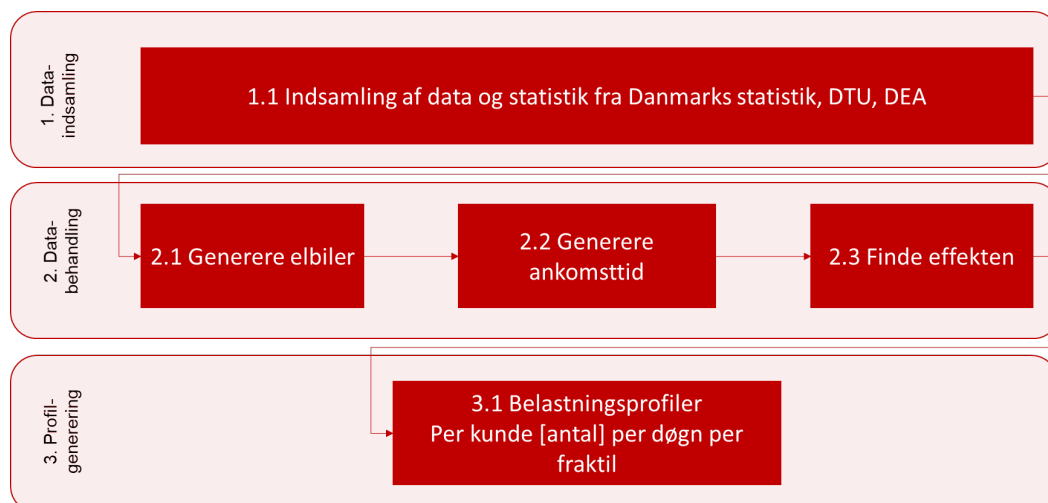 1. Data-
indsamling
1.1 Indsamling af data og statistik fra Danmarks statistik, DTU, DEA
2. Data-
behandling
2.1 Generere elbiler
2.2 Generere
ankomsttid
2.3 Finde effekten
3. Profil-
generering
3.1 Belastningsprofiler
Per kunde [antal] per døgn per
fraktil